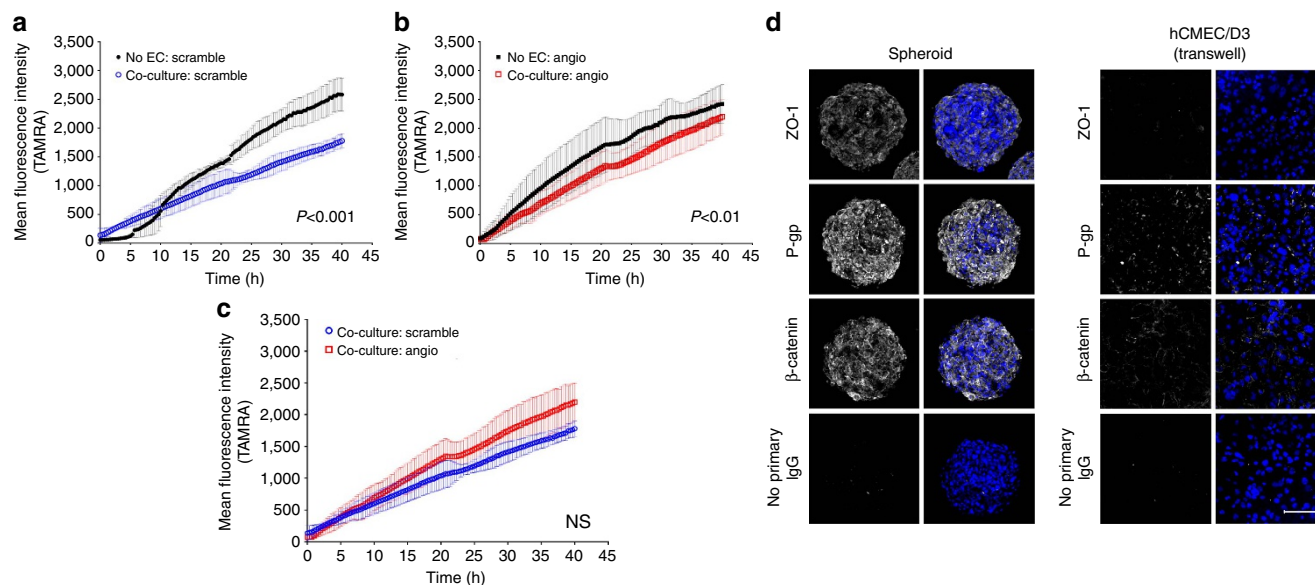 a
Mean fluorescence intensity
(TAMRA)
3,500
3,000
2,500
2,000
1,500
1,000
500
0
No EC: scramble
Co-culture: scramble
P<0.001
0 5 10 15 20 25 30 35 40 45
Time (h)
b
Mean fluorescence intensity
(TAMRA)
3,500
3,000
2,500
2,000
1,500
1,000
500
0
No EC: angio
Co-culture: angio
P<0.01
0 5 10 15 20 25 30 35 40 45
Time (h)
c
Mean fluorescence intensity
(TAMRA)
3,500
3,000
2,500
2,000
1,500
1,000
500
0
Co-culture: scramble
Co-culture: angio
NS
0 5 10 15 20 25 30 35 40 45
Time (h)
d
Spheroid
ZO-1
P-gp
β-catenin
No primary
IgG
hCMEC/D3
(transwell)
ZO-1
P-gp
β-catenin
No primary
IgG